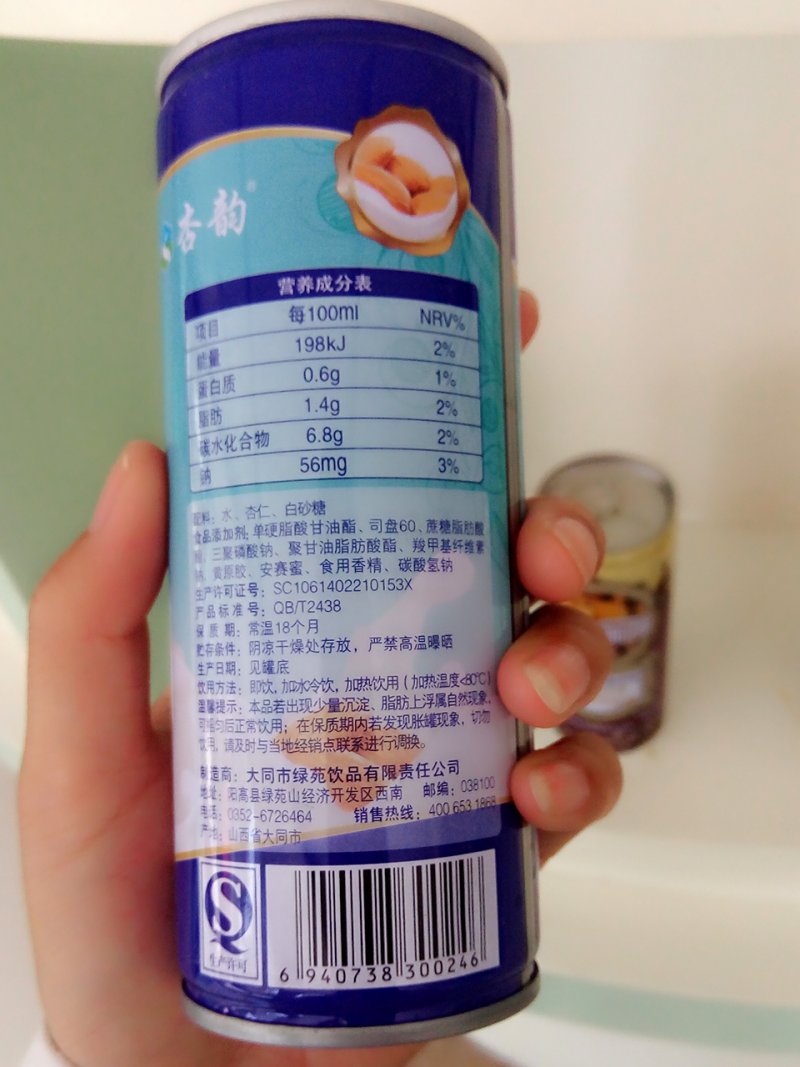 杏韵®
营养成分表
项目 每100ml NRV%
能量 198kJ 2%
蛋白质 0.6g 1%
脂肪 1.4g 2%
碳水化合物 6.8g 2%
钠 56mg 3%
配料：水、杏仁、白砂糖
食品添加剂：单硬脂酸甘油酯、司盘60、蔗糖脂肪酸
酯、三聚磷酸钠、聚甘油脂肪酸酯、羧甲基纤维素
钠、黄原胶、安赛蜜、食用香精、碳酸氢钠
生产许可证号：SC1061402210153X
产品标准号：QB/T2438
保质期：常温18个月
贮存条件：阴凉干燥处存放，严禁高温曝晒
生产日期：见罐底
饮用方法：即饮，加水冷饮，加热饮用（加热温度<80℃）
温馨提示：本品若出现少量沉淀、脂肪上浮属自然现象，
可摇匀后正常饮用；在保质期内若发现胀罐现象，切勿
饮用，请及时与当地经销点联系进行调换。
制造商：大同市绿苑饮品有限责任公司
地址：阳高县绿苑山经济开发区西南 邮编：038100
电话：0352-6726464 销售热线：400 653 1868
产地：山西省大同市
生产许可
6 940738 300246